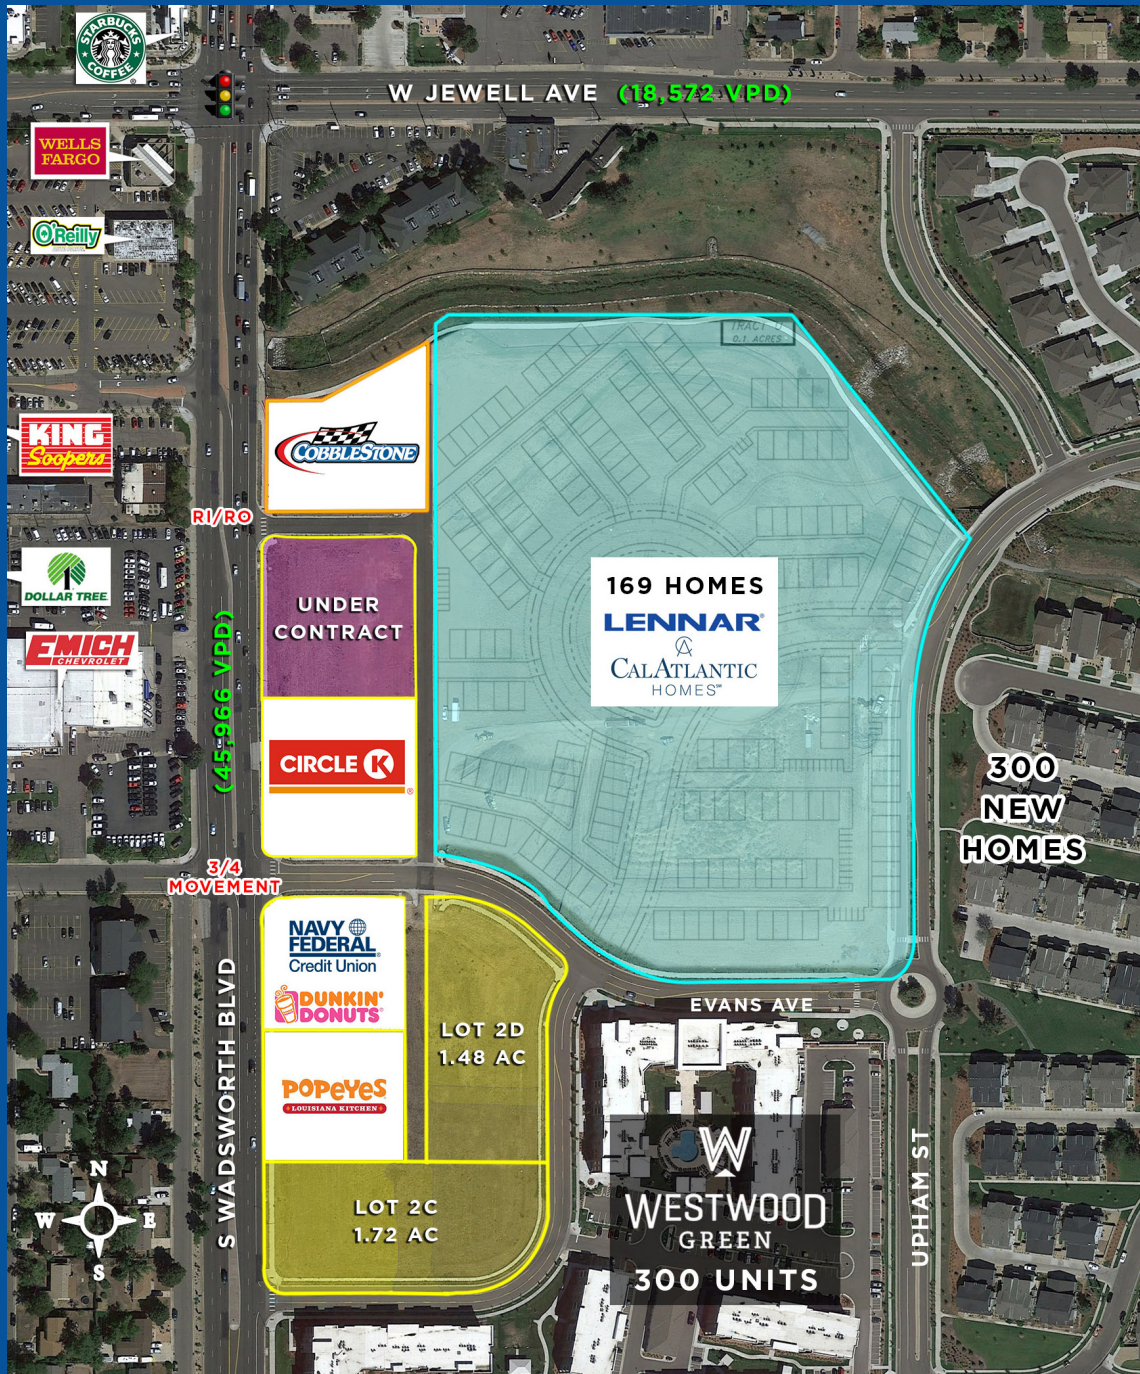 STARBUCKS
COFFEE
W JEWELL AVE (18,572 VPD)
WELLS
FARGO
O'Reilly
TRACT
0.1 ACRES
KING
Soopers
COBBLESTONE
RI/RO
DOLLAR TREE
EMICH
CHEVROLET
(45,966 VPD)
UNDER
CONTRACT
169 HOMES
LENNAR®
CALATLANTIC
HOMES℠
CIRCLE K®
300
NEW
HOMES
3/4
MOVEMENT
NAVY
FEDERAL®
Credit Union
DUNKIN'
DONUTS®
EVANS AVE
LOT 2D
1.48 AC
POPEYES
LOUISIANA KITCHEN
S WADSWORTH BLVD
LOT 2C
1.72 AC
W
WESTWOOD
GREEN
300 UNITS
UPHAM ST
N
W E
S